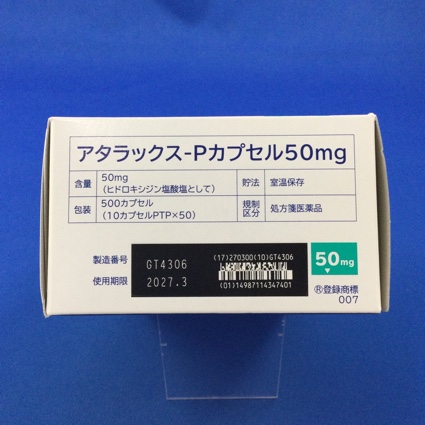 アタラックス-Pカプセル50mg
含量 50mg (ヒドロキシジン塩酸塩として) 貯法 室温保存
包装 500カプセル (10カプセルPTP×50) 規制区分 処方箋医薬品
製造番号 GT4306
使用期限 2027.3
(17)270300(10)GT4306
(01)14987114347401
50mg
®登録商標
007